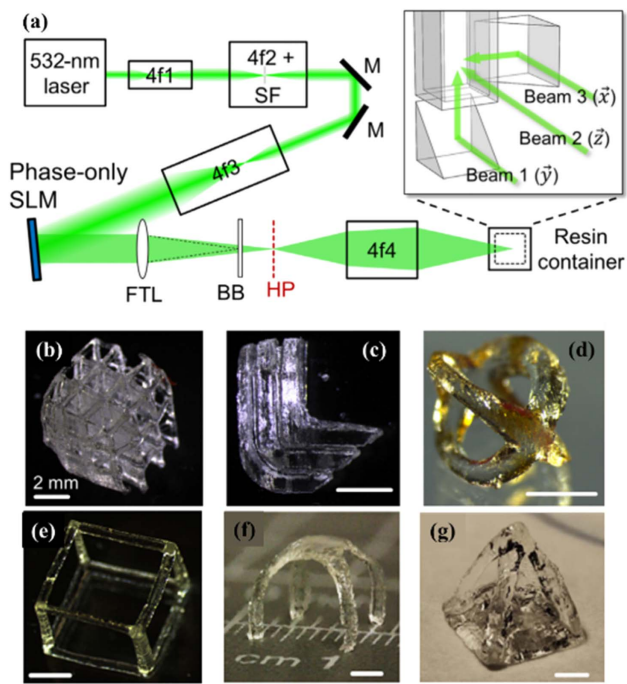 (a)
532-nm
laser
4f1
4f2 +
SF
M
M
4f3
Phase-only
SLM
FTL
BB
HP
4f4
Resin
container
Beam 3 (x⃗)
Beam 2 (z⃗)
Beam 1 (y⃗)
(b)
2 mm
(c)
(d)
(e)
(f)
cm 1
(g)